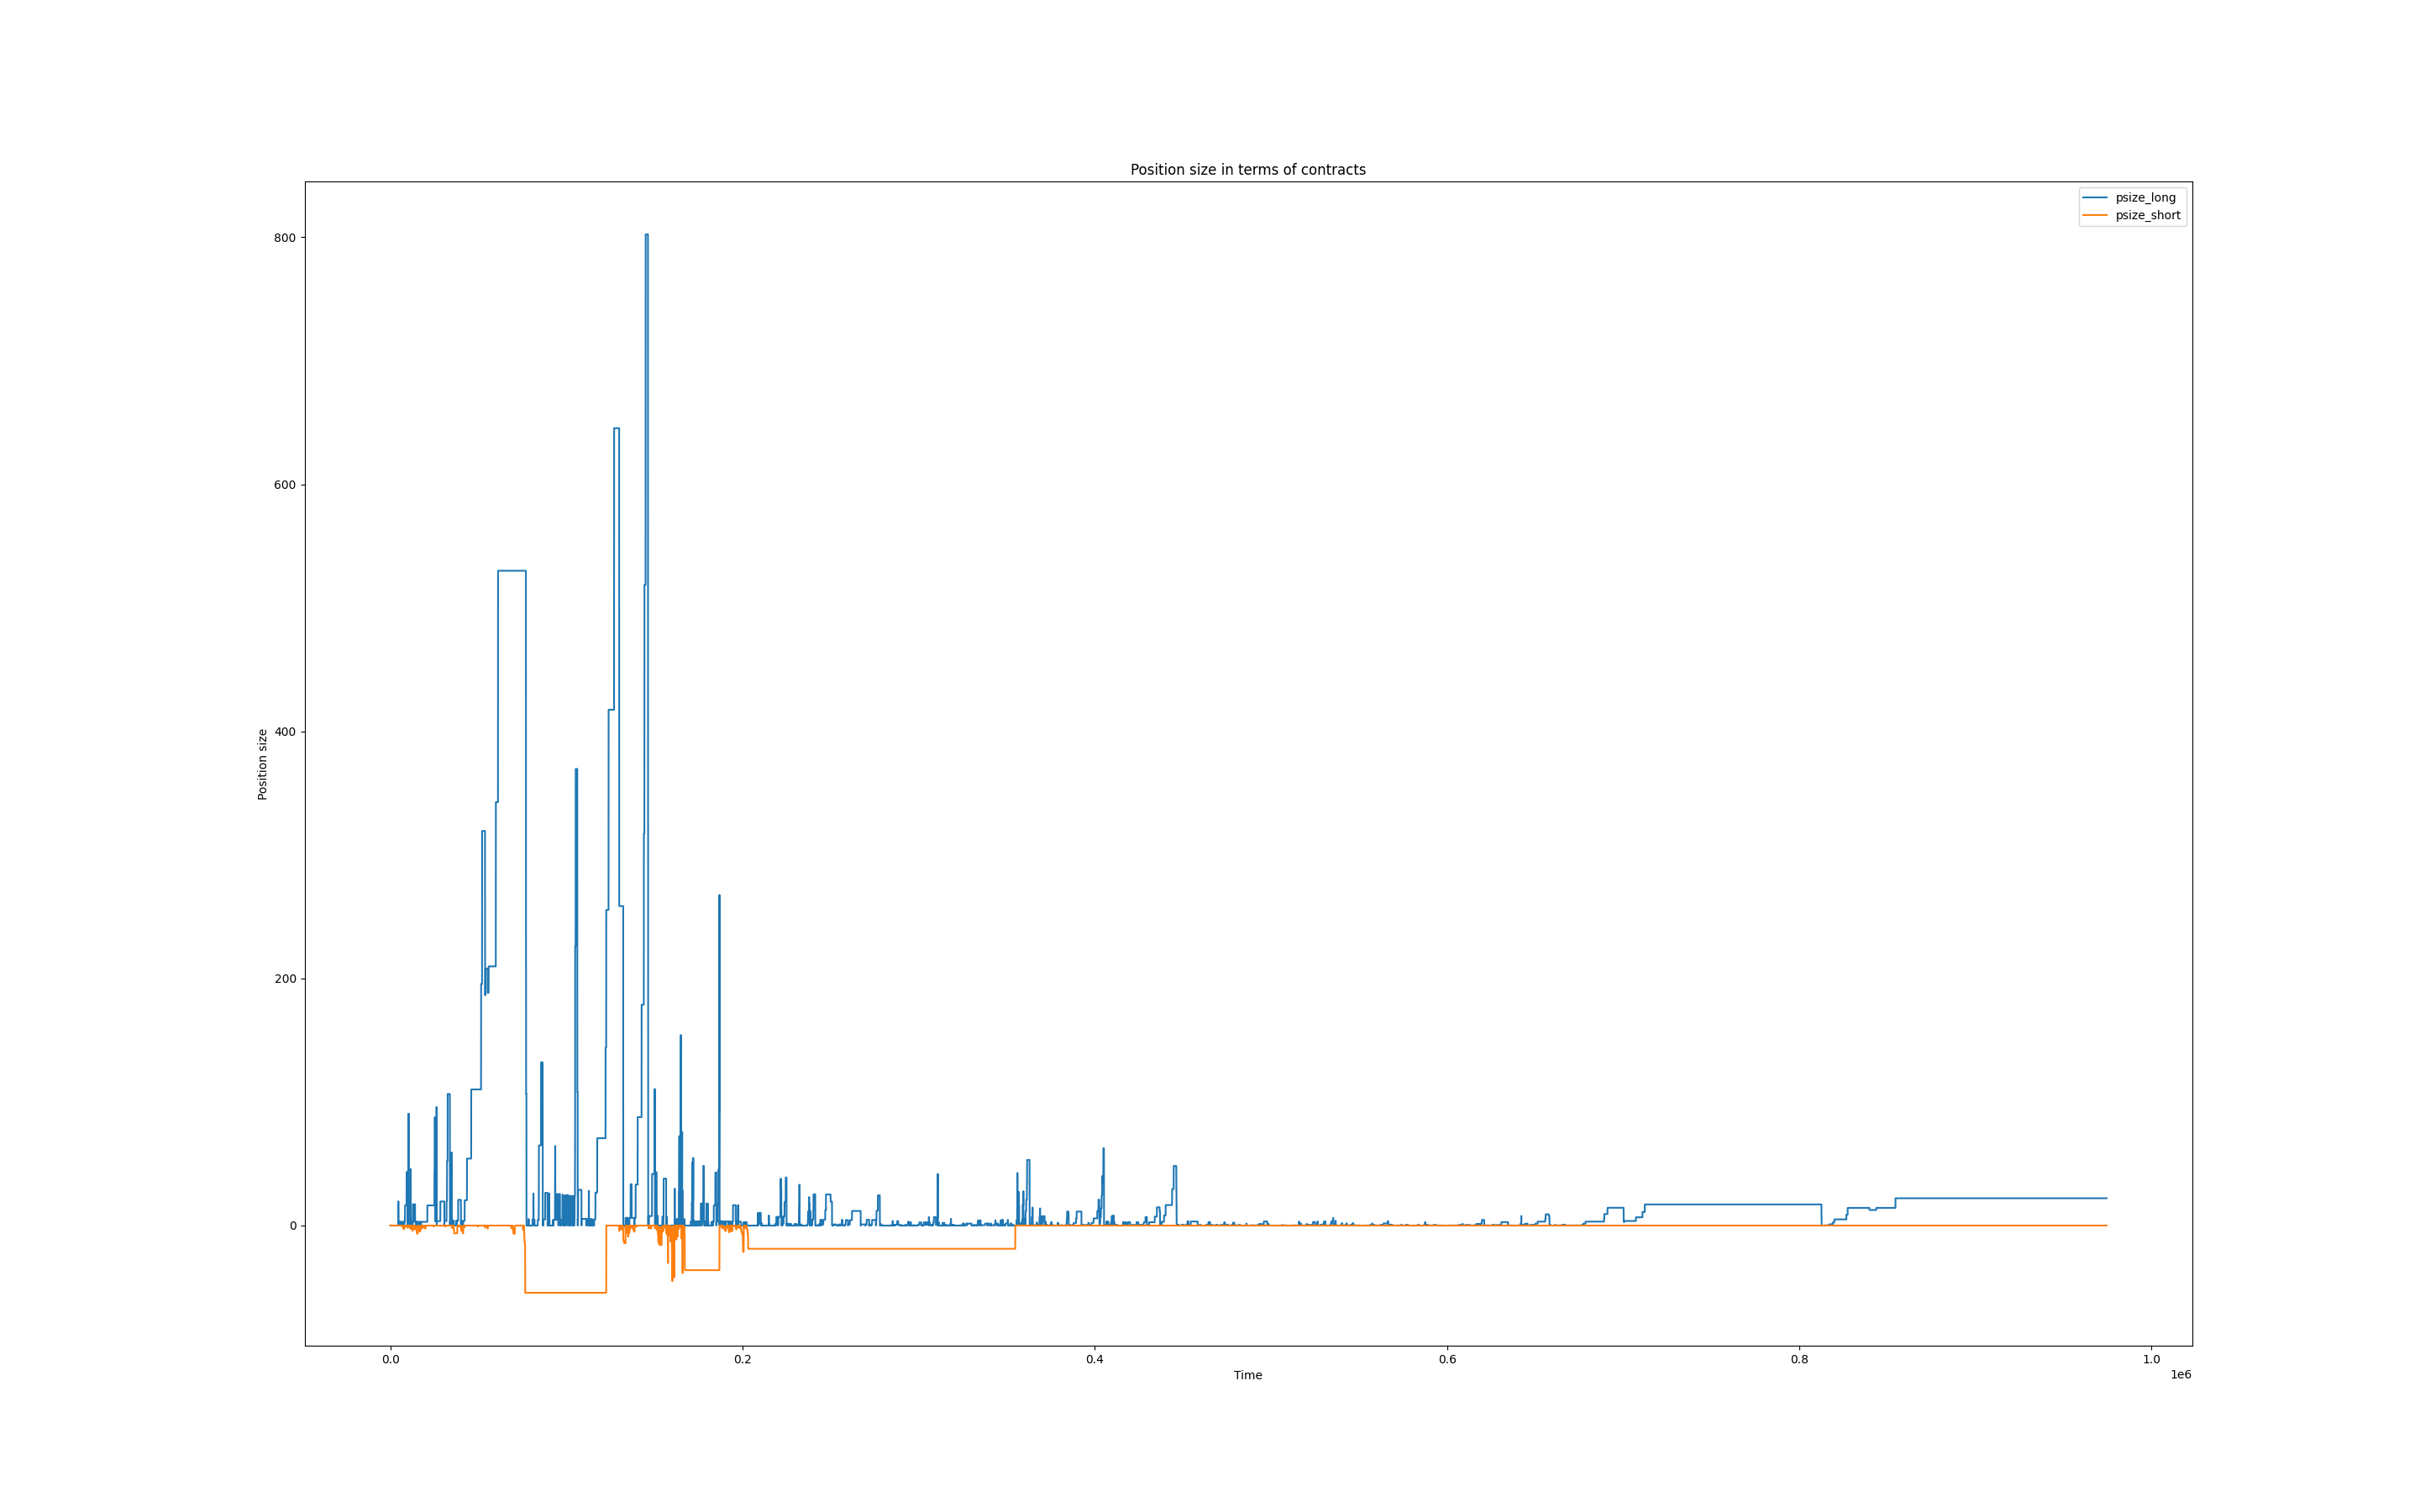 Position size in terms of contracts
psize_long
psize_short
800
600
400
200
0
Position size
0.0
0.2
0.4
0.6
0.8
1.0
Time
1e6